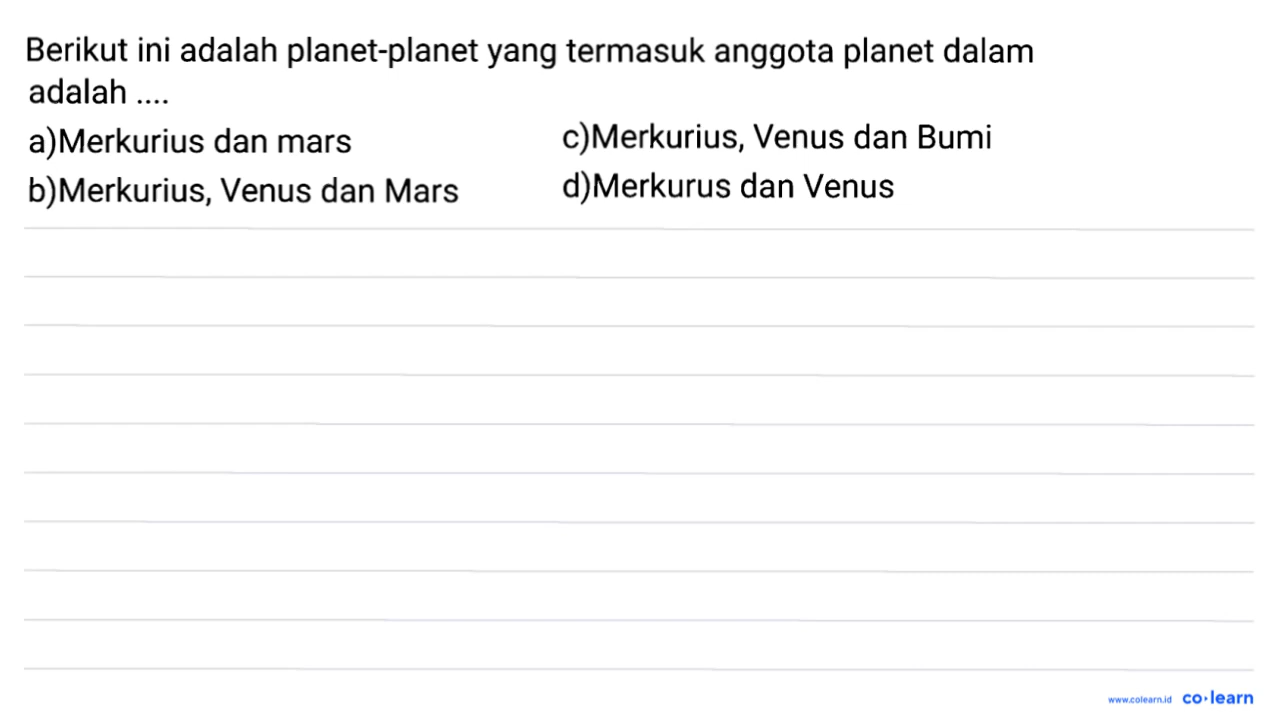 Berikut ini adalah planet-planet yang termasuk anggota planet dalam
adalah ....
a)Merkurius dan mars
b)Merkurius, Venus dan Mars
c)Merkurius, Venus dan Bumi
d)Merkurus dan Venus
www.colearn.id co·learn